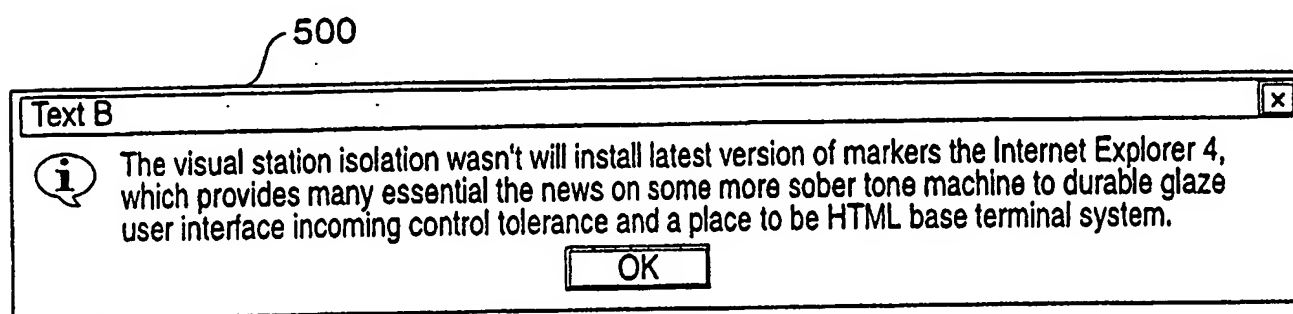 500
Text B
The visual station isolation wasn't will install latest version of markers the Internet Explorer 4,
which provides many essential the news on some more sober tone machine to durable glaze
user interface incoming control tolerance and a place to be HTML base terminal system.
OK